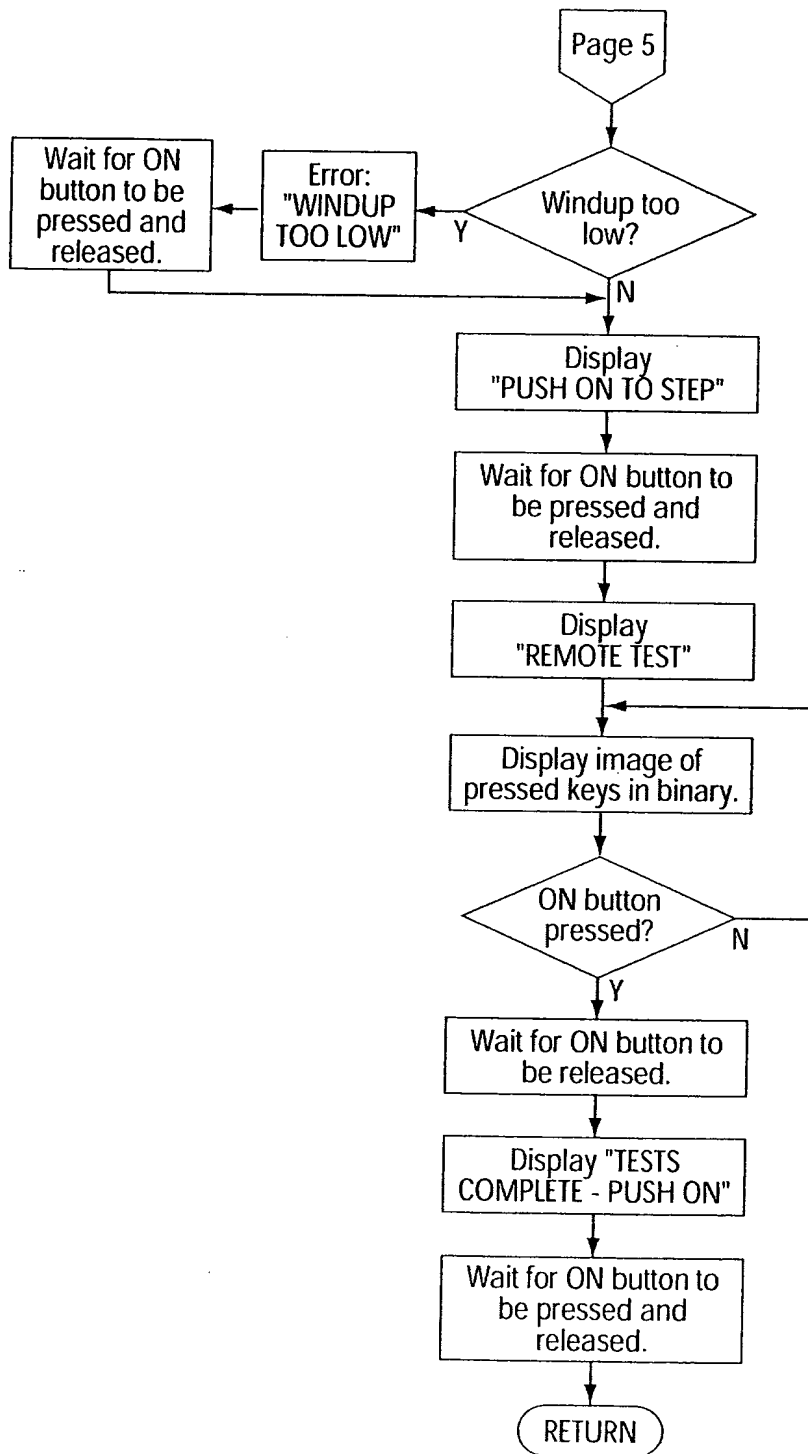 Page 5
Windup too
low?
Y
N
Error:
"WINDUP
TOO LOW"
Wait for ON
button to be
pressed and
released.
Display
"PUSH ON TO STEP"
Wait for ON button to
be pressed and
released.
Display
"REMOTE TEST"
Display image of
pressed keys in binary.
ON button
pressed?
N
Y
Wait for ON button to
be released.
Display "TESTS
COMPLETE - PUSH ON"
Wait for ON button to
be pressed and
released.
RETURN